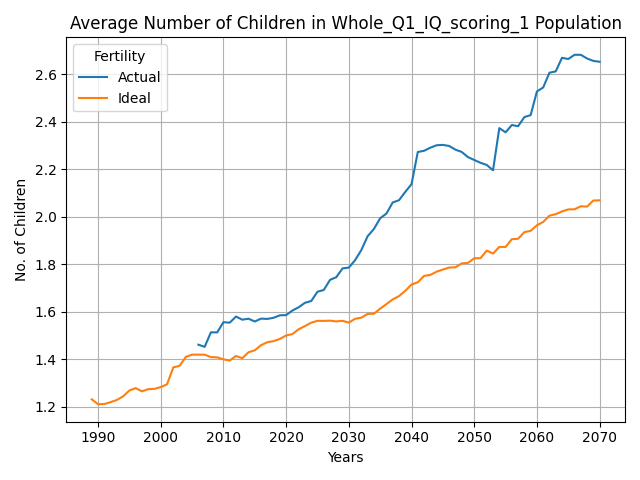 Average Number of Children in Whole_Q1_IQ_scoring_1 Population
Fertility
Actual
Ideal
No. of Children
2.6
2.4
2.2
2.0
1.8
1.6
1.4
1.2
1990 2000 2010 2020 2030 2040 2050 2060 2070
Years